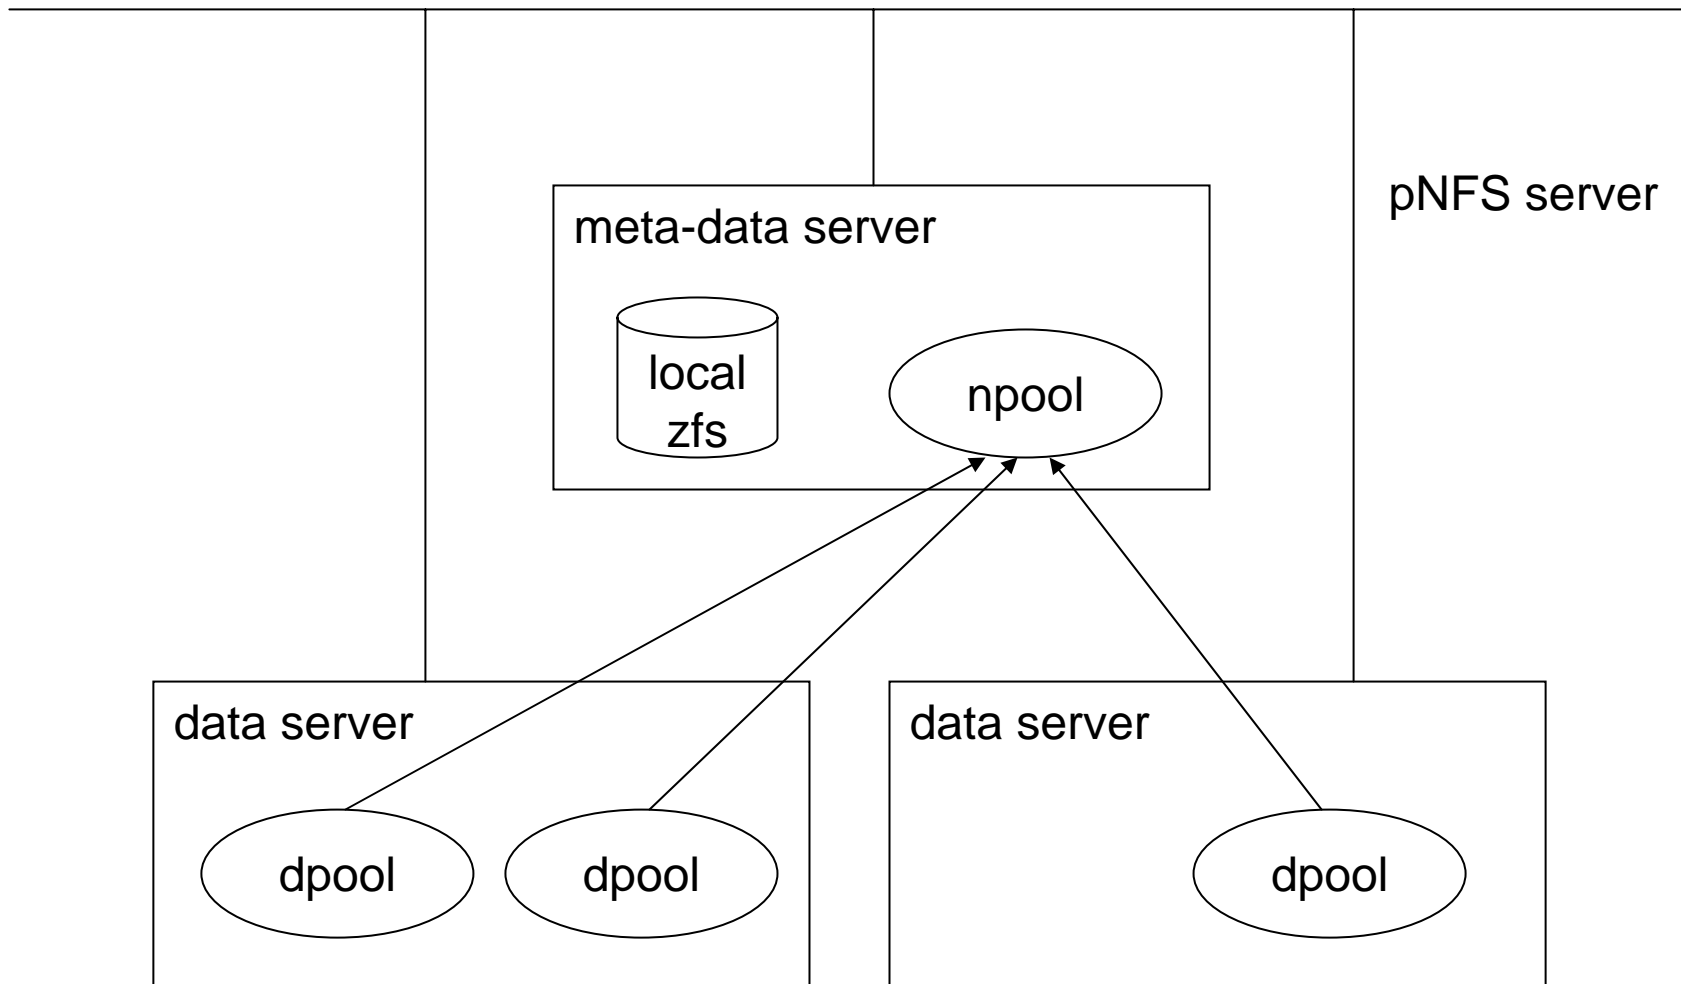 pNFS server
meta-data server
local
zfs
npool
data server
data server
dpool
dpool
dpool